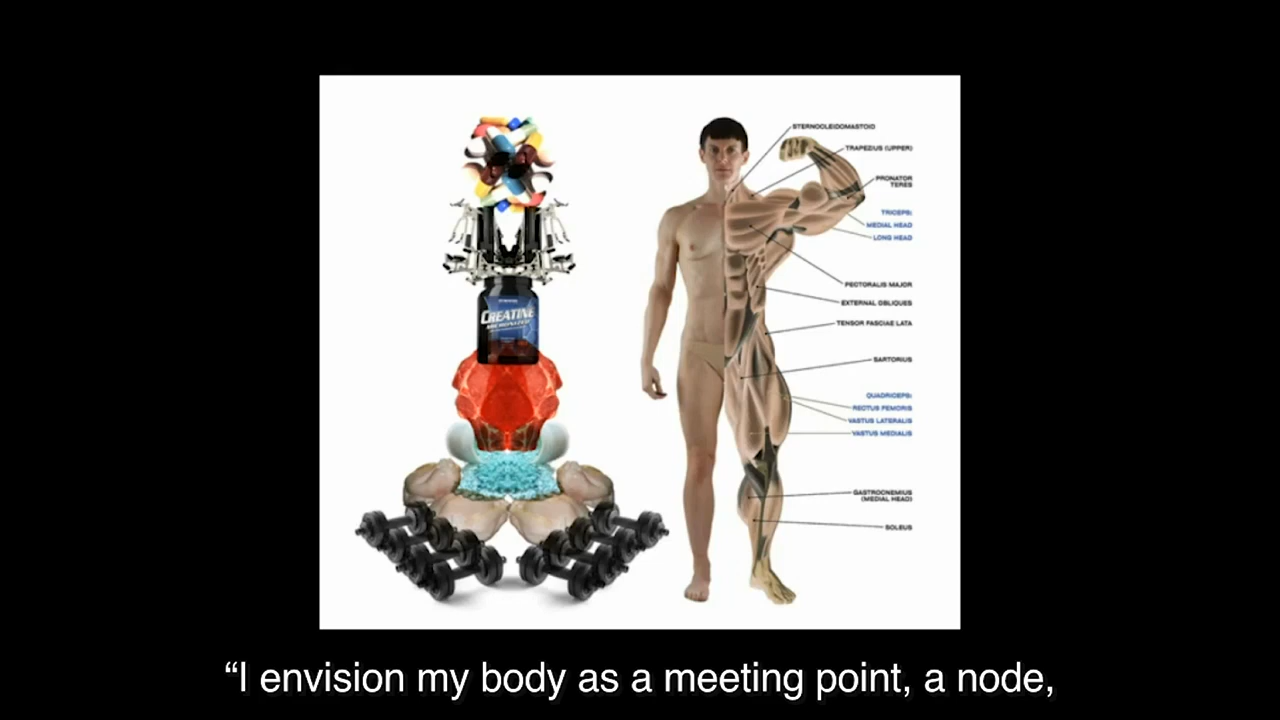 STERNOCLEIDOMASTOID
TRAPEZIUS (UPPER)
PRONATOR
TERES
TRICEPS:
MEDIAL HEAD
LONG HEAD
PECTORALIS MAJOR
EXTERNAL OBLIQUES
TENSOR FASCIAE LATA
SARTORIUS
QUADRICEPS:
RECTUS FEMORIS
VASTUS LATERALIS
VASTUS MEDIALIS
GASTROCNEMIUS
(MEDIAL HEAD)
SOLEUS
CREATINE
MICRONIZED
“I envision my body as a meeting point, a node,